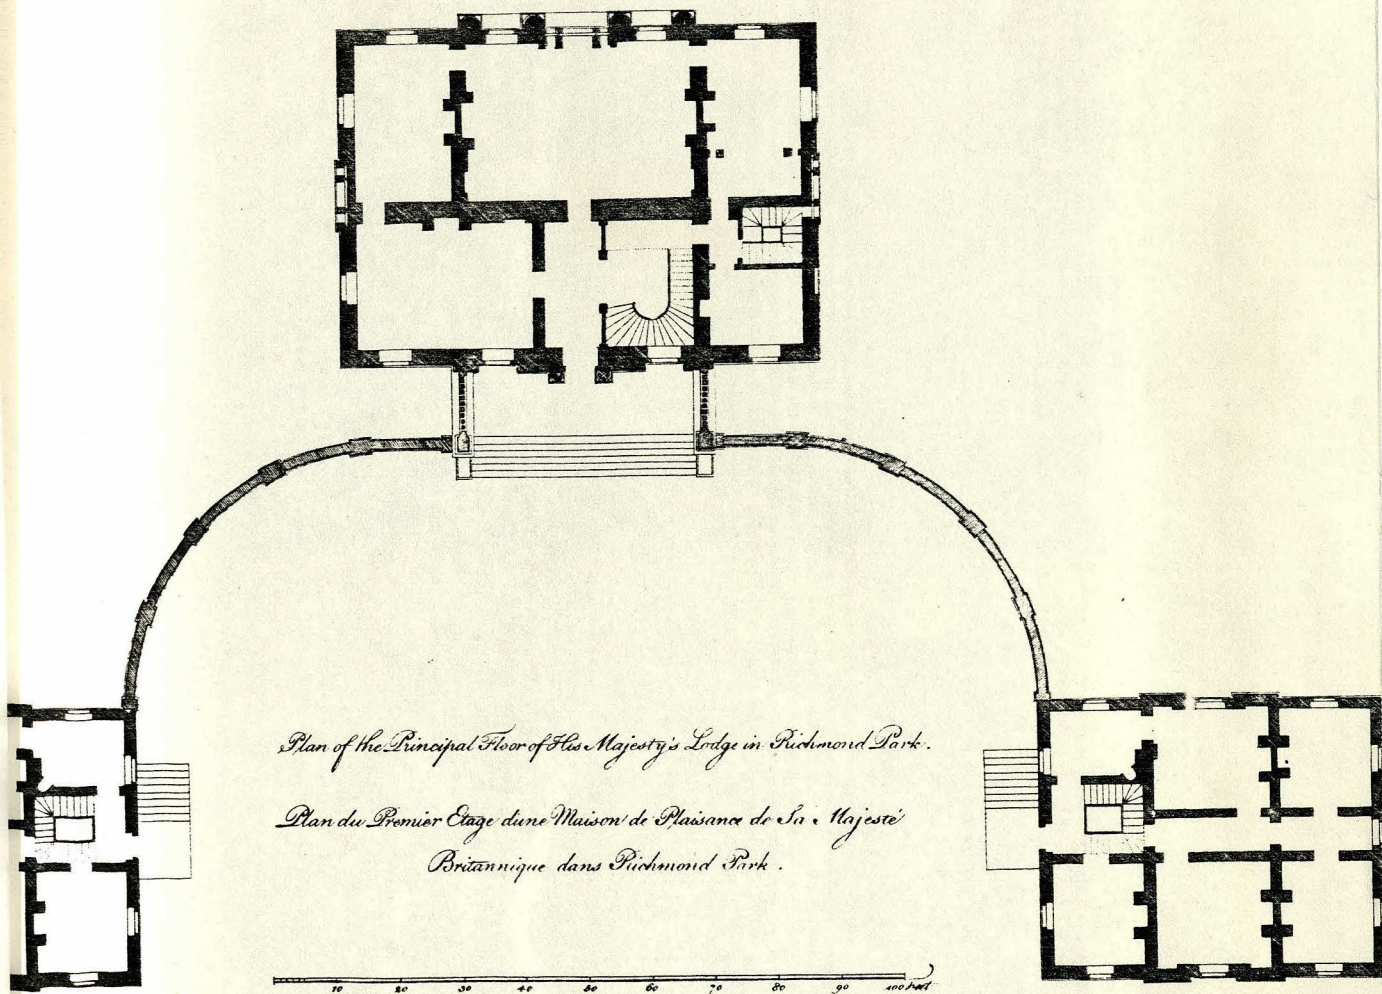 Plan of the Principal Floor of His Majesty's Lodge in Richmond Park.
Plan du Premier Etage dune Maison de Plaisance de Sa Majesté
Britannique dans Richmond Park.
10 20 30 40 50 60 70 80 90 100 feet